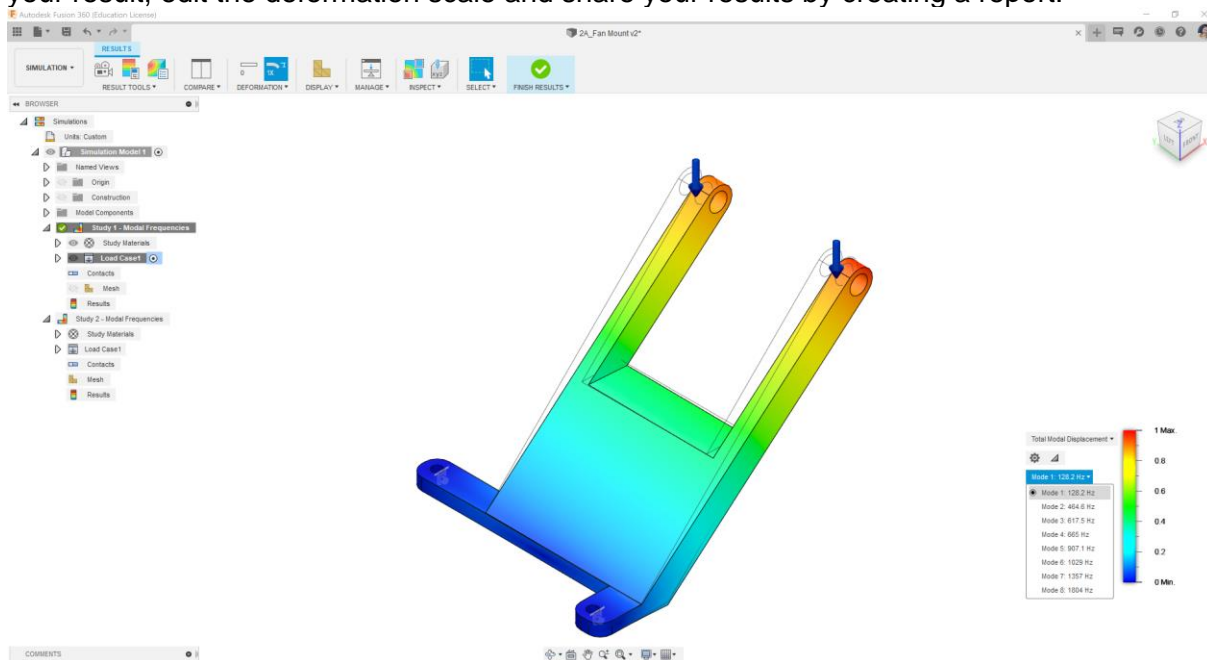 your result, edit the deformation scale and share your results by creating a report.
Autodesk Fusion 360 (Education License)
2A_Fan Mount v2*
RESULTS
SIMULATION
RESULT TOOLS
COMPARE
DEFORMATION
DISPLAY
MANAGE
INSPECT
SELECT
FINISH RESULTS
BROWSER
Simulations
Units: Custom
Simulation Model 1
Named Views
Origin
Construction
Model Components
Study 1 - Modal Frequencies
Study Materials
Load Case1
Contacts
Mesh
Results
Study 2 - Modal Frequencies
Study Materials
Load Case1
Contacts
Mesh
Results
LEFT FRONT
Total Modal Displacement
Mode 1: 128.2 Hz
Mode 1: 128.2 Hz
Mode 2: 464.6 Hz
Mode 3: 617.5 Hz
Mode 4: 665 Hz
Mode 5: 907.1 Hz
Mode 6: 1029 Hz
Mode 7: 1357 Hz
Mode 8: 1804 Hz
1 Max.
0.8
0.6
0.4
0.2
0 Min.
COMMENTS